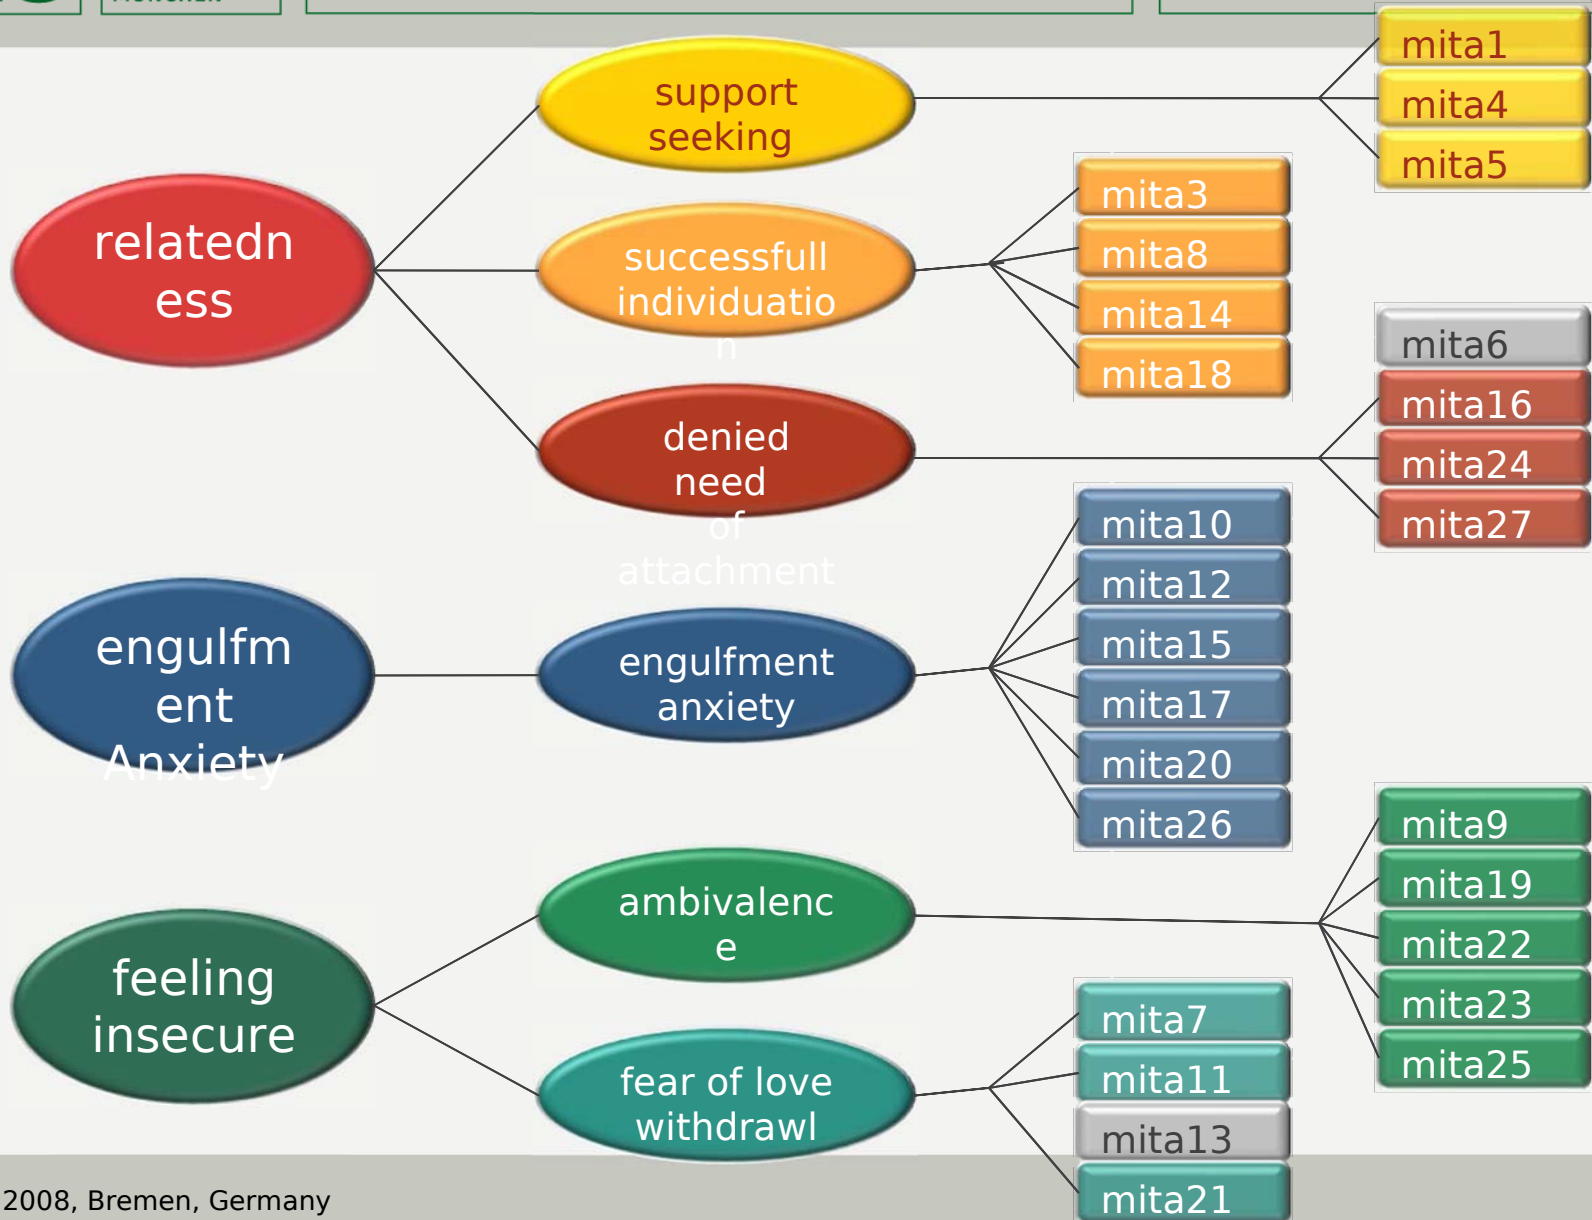 MÜNCHEN
support
seeking
mita1
mita4
mita5
relatedn
ess
successfull
individuatio
n
mita3
mita8
mita14
mita18
denied
need
of
attachment
mita6
mita16
mita24
mita27
engulfm
ent
Anxiety
engulfment
anxiety
mita10
mita12
mita15
mita17
mita20
mita26
feeling
insecure
ambivalenc
e
mita9
mita19
mita22
mita23
mita25
fear of love
withdrawl
mita7
mita11
mita13
mita21
2008, Bremen, Germany